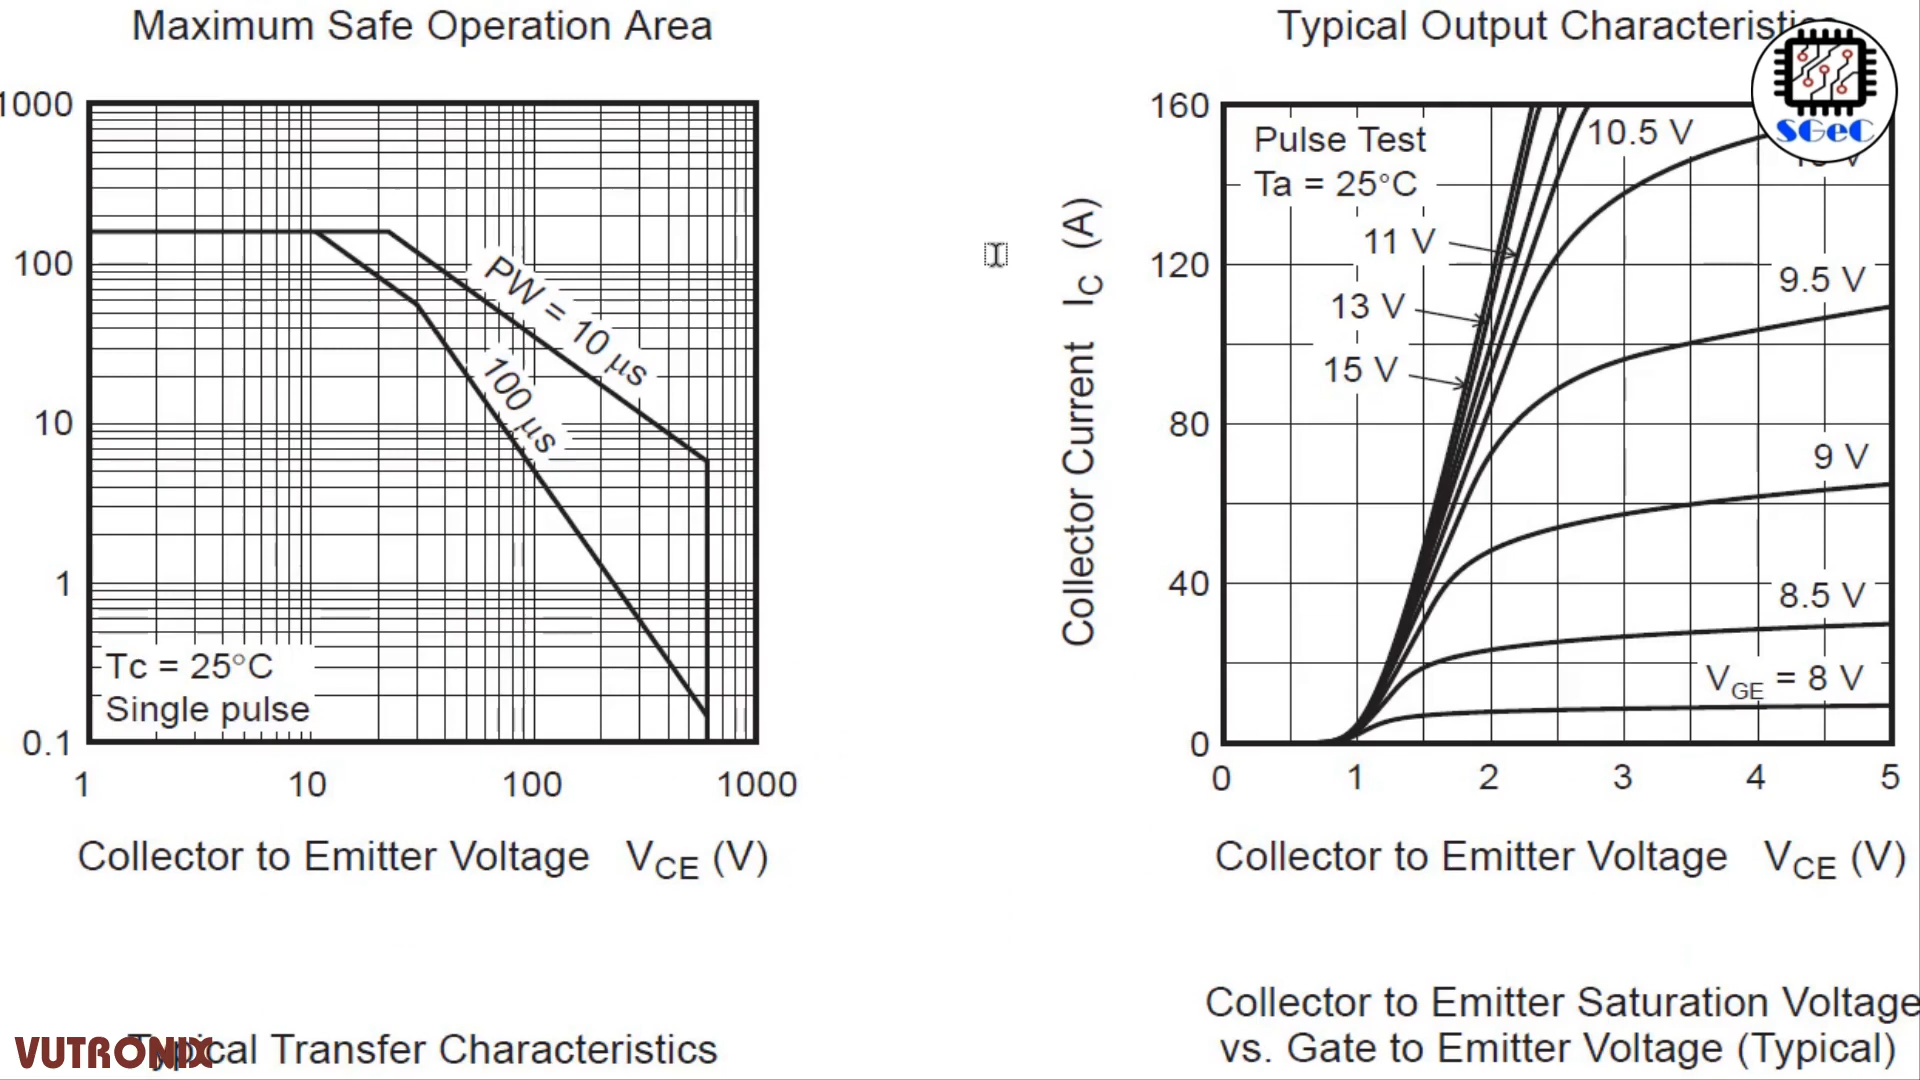 Maximum Safe Operation Area
1000
100
10
1
0.1
PW = 10 μs
100 μs
Tc = 25°C
Single pulse
1 10 100 1000
Collector to Emitter Voltage VCE (V)
Typical Output Characteristics
SGeC
Collector Current IC (A)
160
120
80
40
0
Pulse Test
Ta = 25°C
10.5 V
11 V
13 V
15 V
9.5 V
9 V
8.5 V
VGE = 8 V
0 1 2 3 4 5
Collector to Emitter Voltage VCE (V)
VUTRONIX
Typical Transfer Characteristics
Collector to Emitter Saturation Voltage
vs. Gate to Emitter Voltage (Typical)